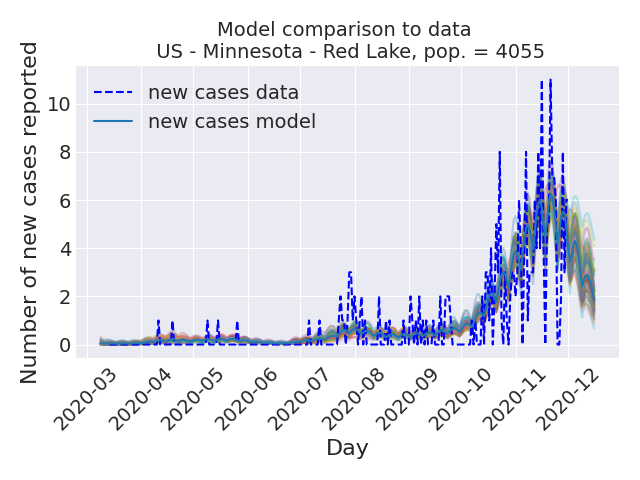 Model comparison to data
US - Minnesota - Red Lake, pop. = 4055
Number of new cases reported
10
8
6
4
2
0
new cases data
new cases model
2020-03
2020-04
2020-05
2020-06
2020-07
2020-08
2020-09
2020-10
2020-11
2020-12
Day